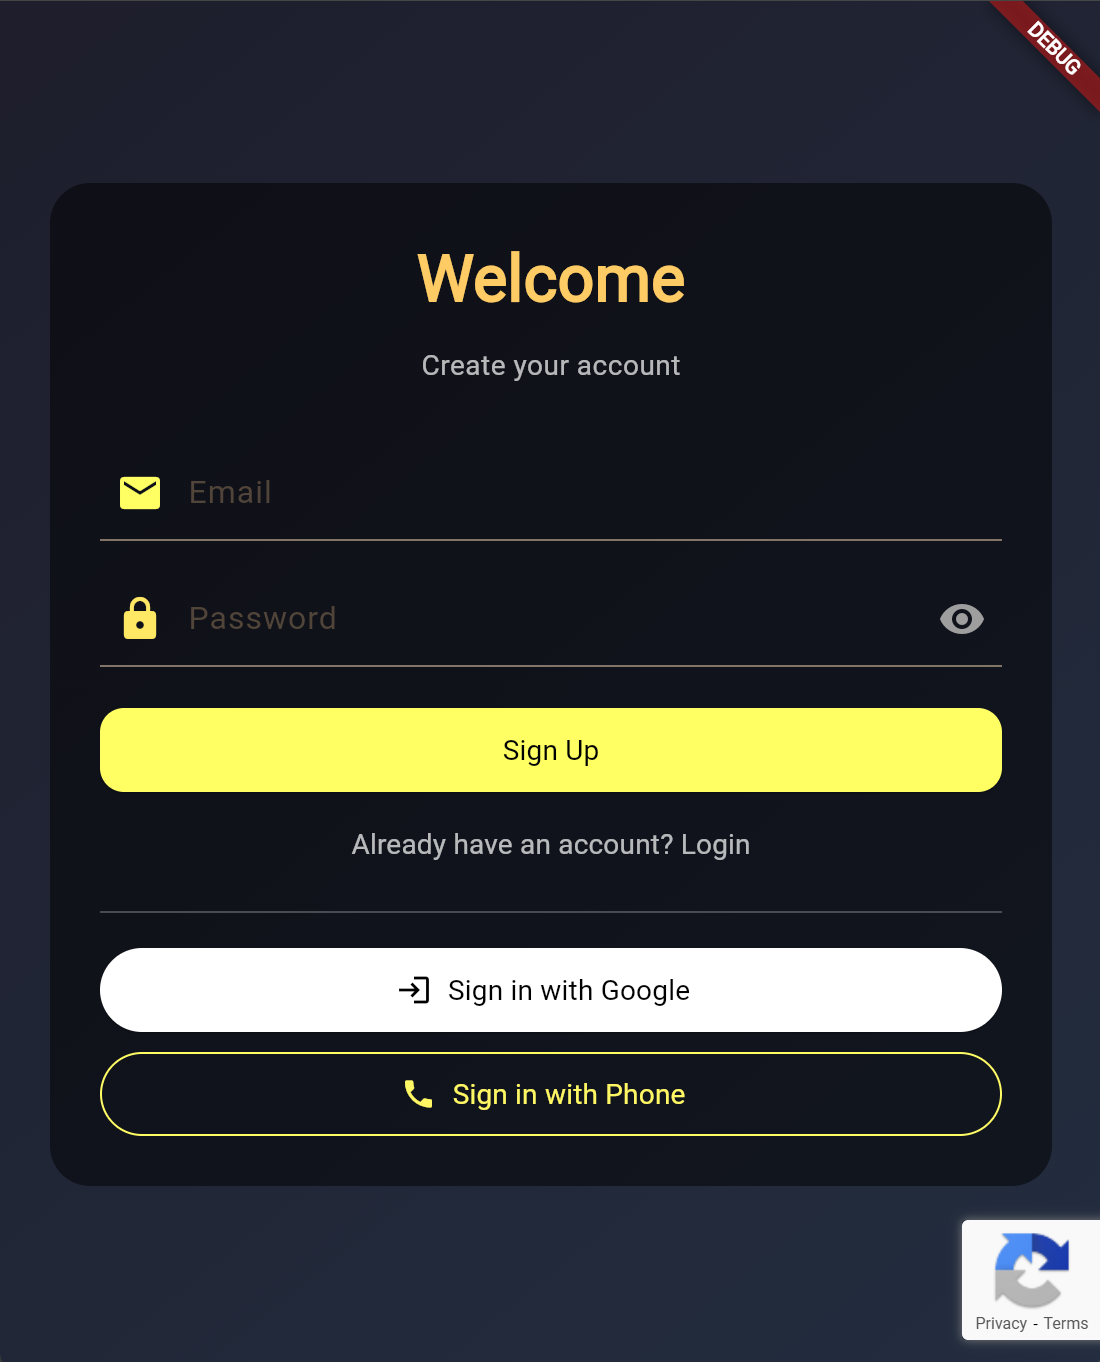 DEBUG
Welcome
Create your account
Email
Password
Sign Up
Already have an account? Login
Sign in with Google
Sign in with Phone
Privacy - Terms